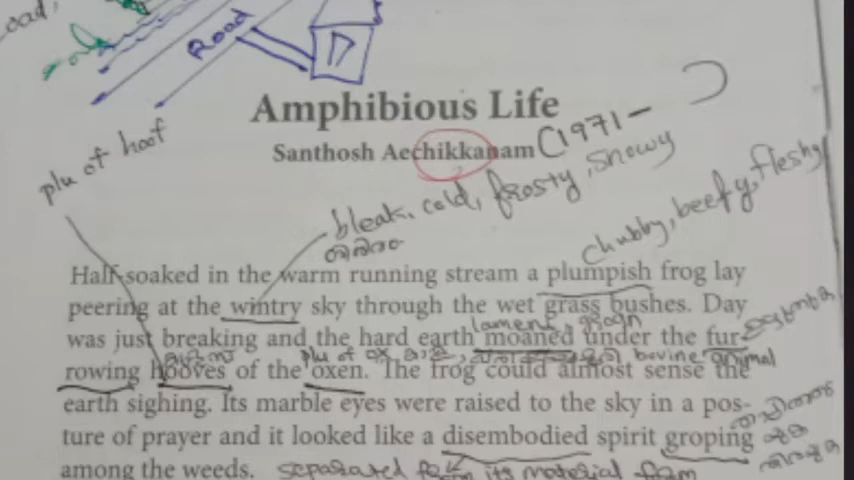 oad,
Road
D
Amphibious Life
Santhosh Aechikkanam (1971 -    )
plu of hoof
bleak, cold, frosty, snowy
chubby, beefy, fleshy
Half-soaked in the warm running stream a plumpish frog lay
peering at the wintry sky through the wet grass bushes. Day
lament, groan
was just breaking and the hard earth moaned under the fur-
plu of ox, bovine animal
rowing hooves of the oxen. The frog could almost sense the
earth sighing. Its marble eyes were raised to the sky in a pos-
ture of prayer and it looked like a disembodied spirit groping
among the weeds. separated from its material form